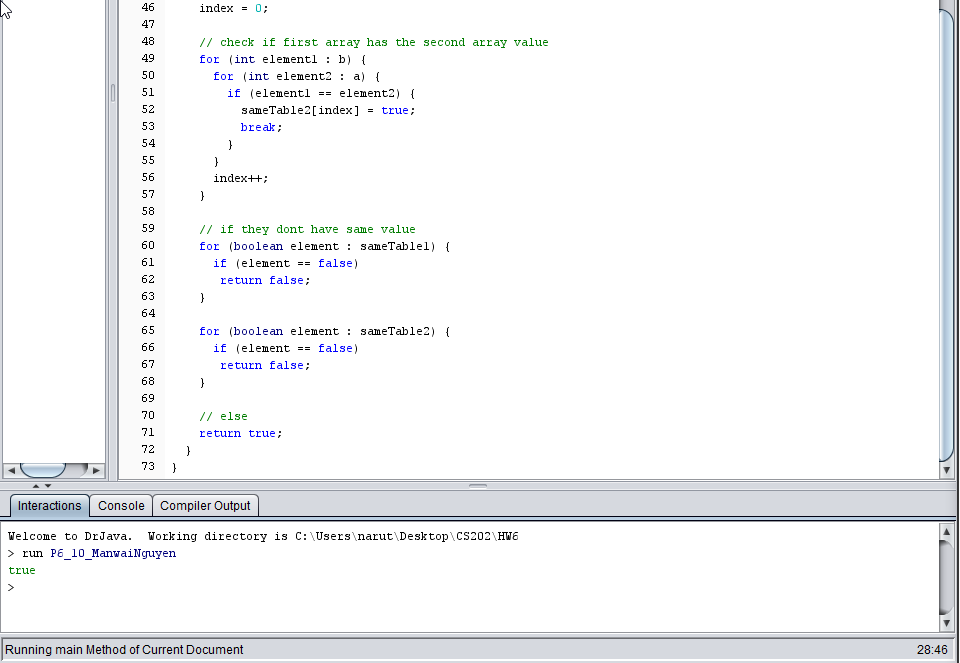 46 index = 0;
47
48 // check if first array has the second array value
49 for (int element1 : b) {
50 for (int element2 : a) {
51 if (element1 == element2) {
52 sameTable2[index] = true;
53 break;
54 }
55 }
56 index++;
57 }
58
59 // if they dont have same value
60 for (boolean element : sameTable1) {
61 if (element == false)
62 return false;
63 }
64
65 for (boolean element : sameTable2) {
66 if (element == false)
67 return false;
68 }
69
70 // else
71 return true;
72 }
73 }
Interactions Console Compiler Output
Welcome to DrJava. Working directory is C:\Users\narut\Desktop\CS202\HW6
> run P6_10_ManwaiNguyen
true
>
Running main Method of Current Document 28:46